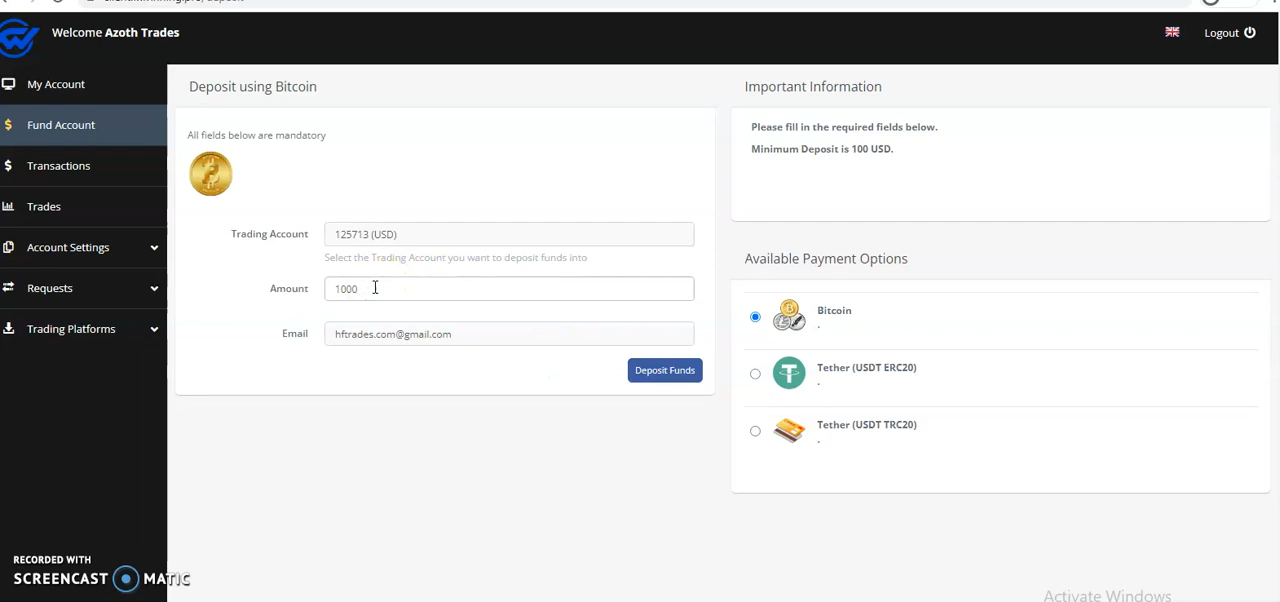 Welcome Azoth Trades
Logout
My Account
Fund Account
Transactions
Trades
Account Settings
Requests
Trading Platforms
Deposit using Bitcoin
All fields below are mandatory
Trading Account
125713 (USD)
Select the Trading Account you want to deposit funds into
Amount
1000
Email
hftrades.com@gmail.com
Deposit Funds
Important Information
Please fill in the required fields below.
Minimum Deposit is 100 USD.
Available Payment Options
Bitcoin
.
Tether (USDT ERC20)
.
Tether (USDT TRC20)
.
RECORDED WITH
SCREENCAST MATIC
Activate Windows